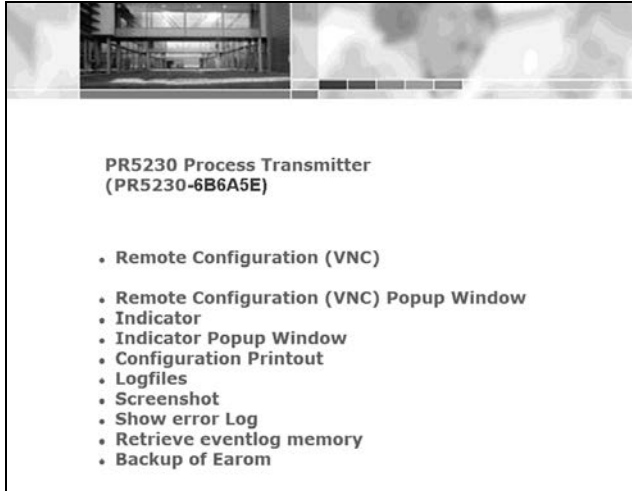 PR5230 Process Transmitter
(PR5230-6B6A5E)
• Remote Configuration (VNC)
• Remote Configuration (VNC) Popup Window
• Indicator
• Indicator Popup Window
• Configuration Printout
• Logfiles
• Screenshot
• Show error Log
• Retrieve eventlog memory
• Backup of Earom